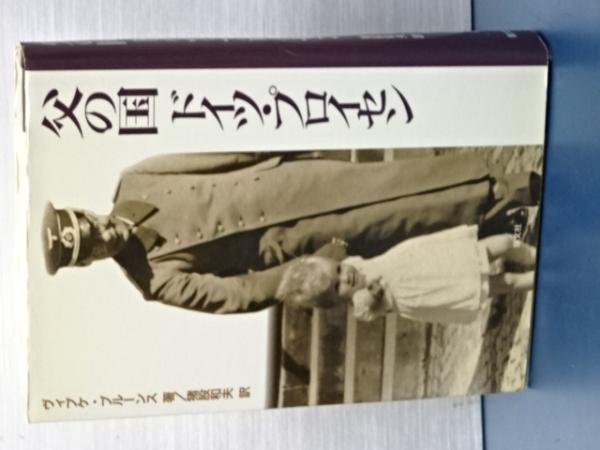 父の国 ドイツ・プロイセン
ヴィプケ・ブルーンス 著/猪股和夫 訳